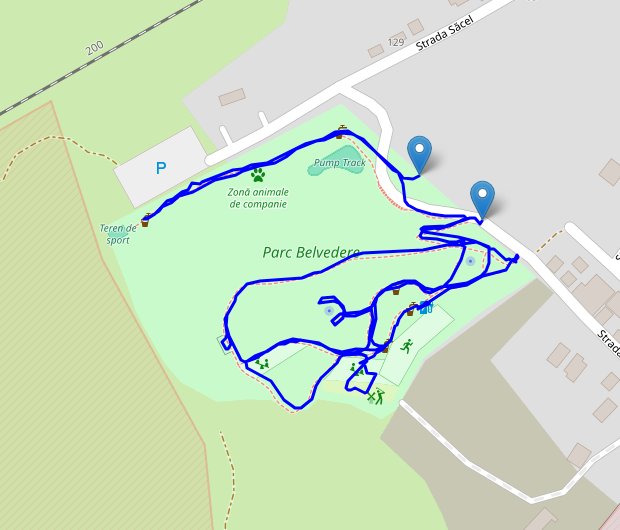 200
129
Strada Săcel
P
Pump Track
Zonă animale
de companie
Teren de
sport
Parc Belvedere
Strada